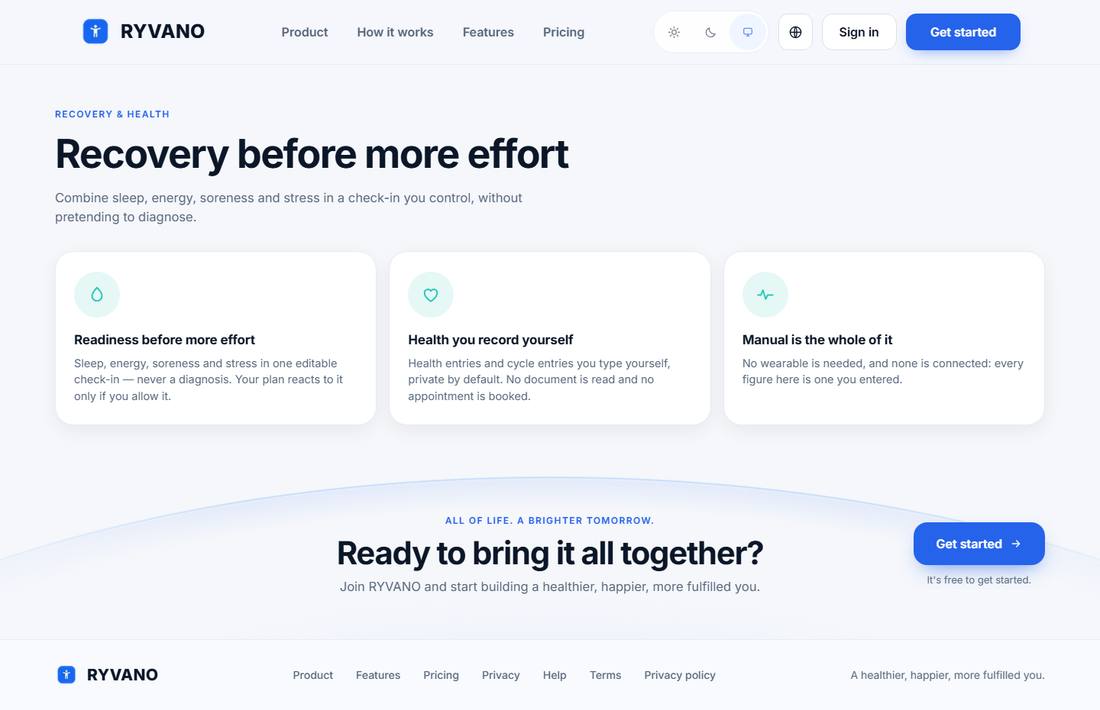 RYVANO
Product
How it works
Features
Pricing
Sign in
Get started
RECOVERY & HEALTH
Recovery before more effort
Combine sleep, energy, soreness and stress in a check-in you control, without
pretending to diagnose.
Readiness before more effort
Sleep, energy, soreness and stress in one editable
check-in — never a diagnosis. Your plan reacts to it
only if you allow it.
Health you record yourself
Health entries and cycle entries you type yourself,
private by default. No document is read and no
appointment is booked.
Manual is the whole of it
No wearable is needed, and none is connected: every
figure here is one you entered.
ALL OF LIFE. A BRIGHTER TOMORROW.
Ready to bring it all together?
Join RYVANO and start building a healthier, happier, more fulfilled you.
Get started
It's free to get started.
RYVANO
Product
Features
Pricing
Privacy
Help
Terms
Privacy policy
A healthier, happier, more fulfilled you.